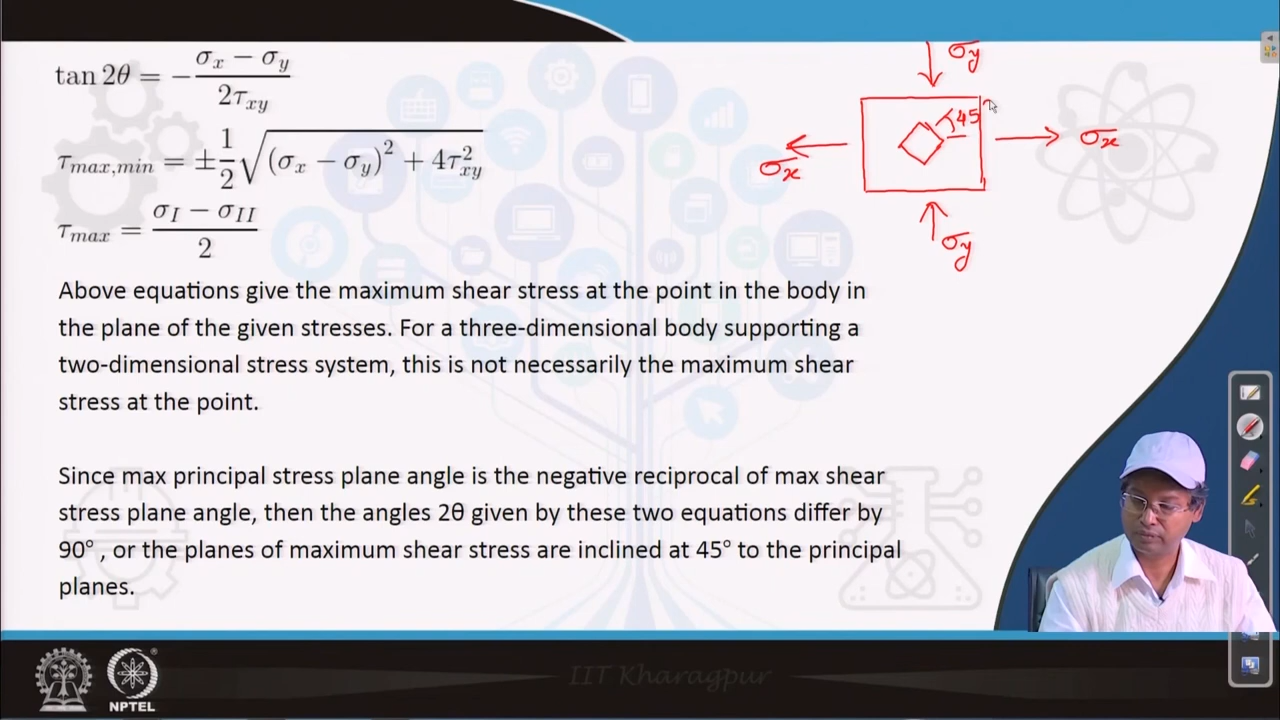 tan 2θ = −(σx − σy)/(2τxy)
τmax,min = ±1/2 √((σx − σy)² + 4τ²xy)
τmax = (σI − σII)/2
Above equations give the maximum shear stress at the point in the body in
the plane of the given stresses. For a three-dimensional body supporting a
two-dimensional stress system, this is not necessarily the maximum shear
stress at the point.
Since max principal stress plane angle is the negative reciprocal of max shear
stress plane angle, then the angles 2θ given by these two equations differ by
90° , or the planes of maximum shear stress are inclined at 45° to the principal
planes.
σy
45
σx
σx
σy
IIT Kharagpur
NPTEL